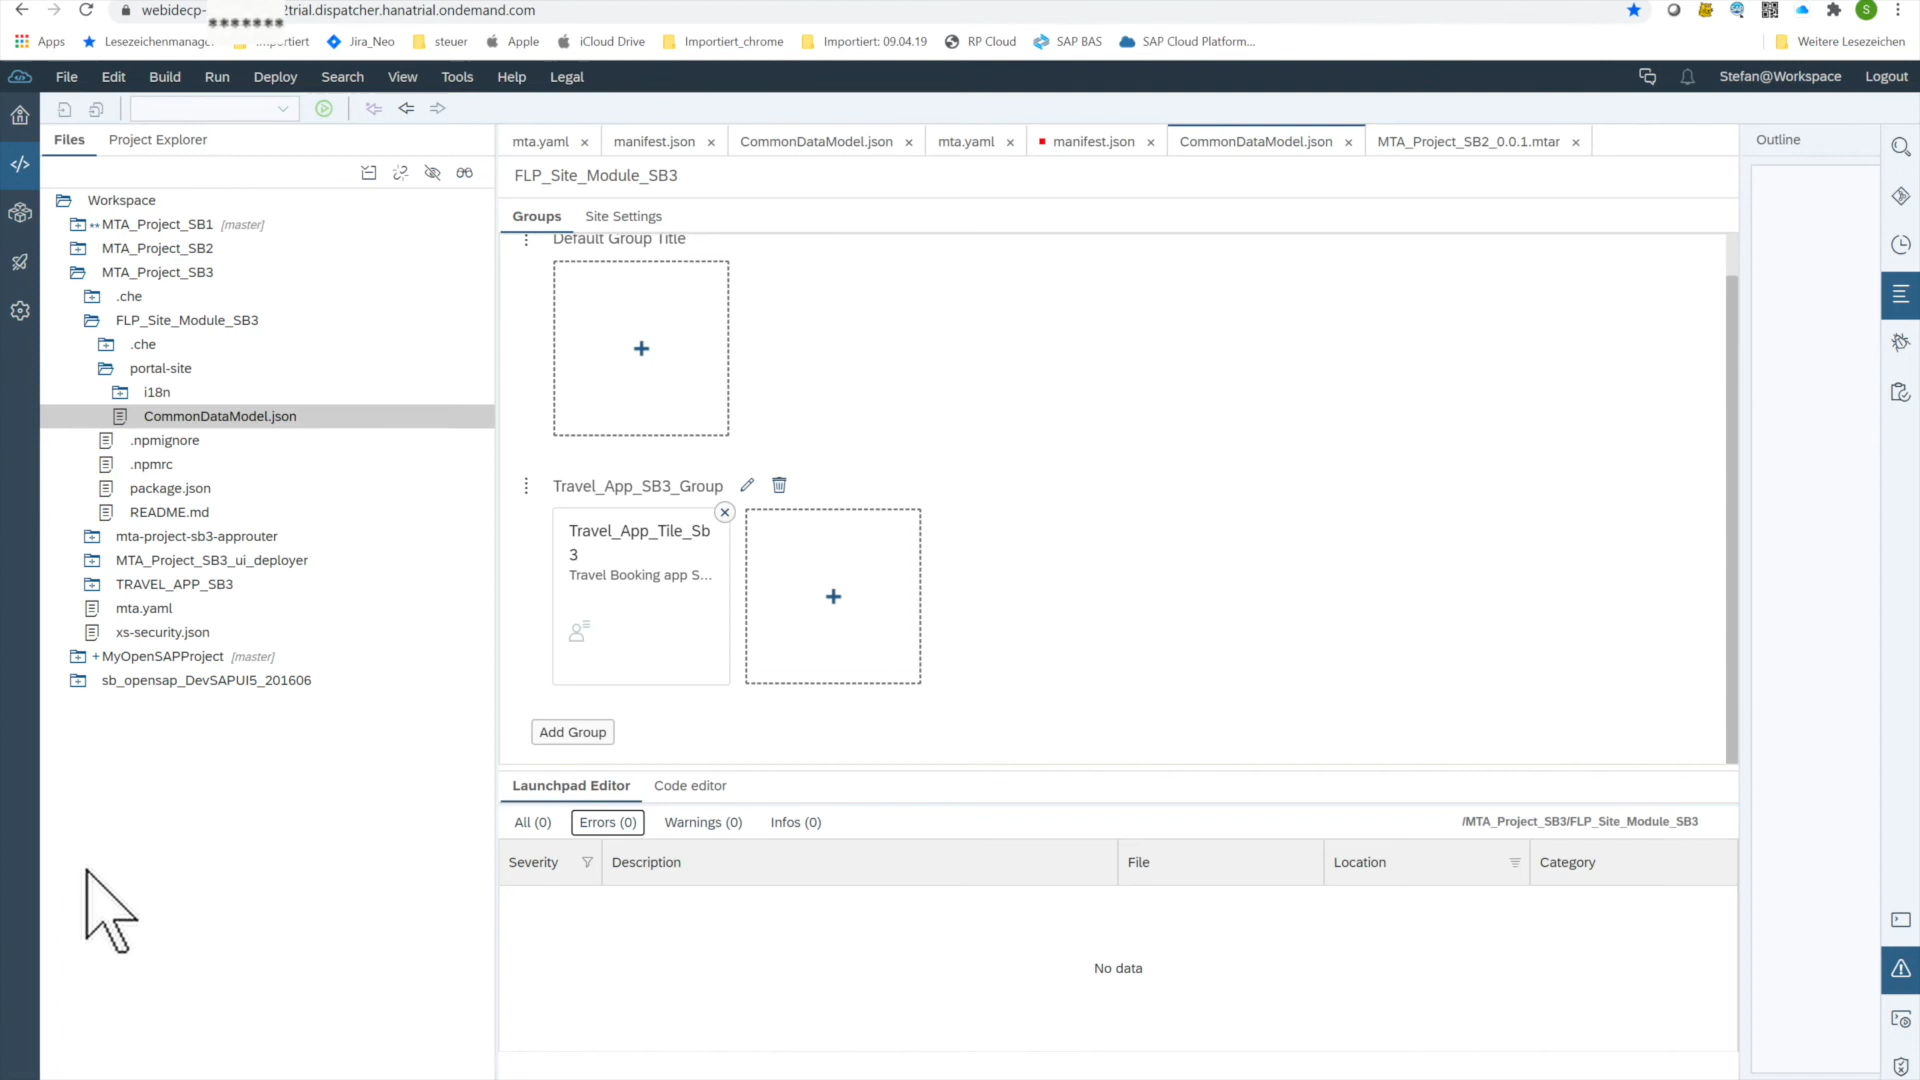 webidecp-
*******
2trial.dispatcher.hanatrial.ondemand.com
Apps
Lesezeichenmanager
Importiert
Jira_Neo
steuer
Apple
iCloud Drive
Importiert_chrome
Importiert: 09.04.19
RP Cloud
SAP BAS
SAP Cloud Platform...
Weitere Lesezeichen
File Edit Build Run Deploy Search View Tools Help Legal
Stefan@Workspace
Logout
Files
Project Explorer
mta.yaml
manifest.json
CommonDataModel.json
mta.yaml
manifest.json
CommonDataModel.json
MTA_Project_SB2_0.0.1.mtar
Outline
Workspace
**MTA_Project_SB1 [master]
MTA_Project_SB2
MTA_Project_SB3
.che
FLP_Site_Module_SB3
.che
portal-site
i18n
CommonDataModel.json
.npmignore
.npmrc
package.json
README.md
mta-project-sb3-approuter
MTA_Project_SB3_ui_deployer
TRAVEL_APP_SB3
mta.yaml
xs-security.json
+MyOpenSAPProject [master]
sb_opensap_DevSAPUI5_201606
FLP_Site_Module_SB3
Groups
Site Settings
Default Group Title
Travel_App_SB3_Group
Travel_App_Tile_Sb
3
Travel Booking app S...
Add Group
Launchpad Editor
Code editor
All (0)
Errors (0)
Warnings (0)
Infos (0)
/MTA_Project_SB3/FLP_Site_Module_SB3
Severity
Description
File
Location
Category
No data
S